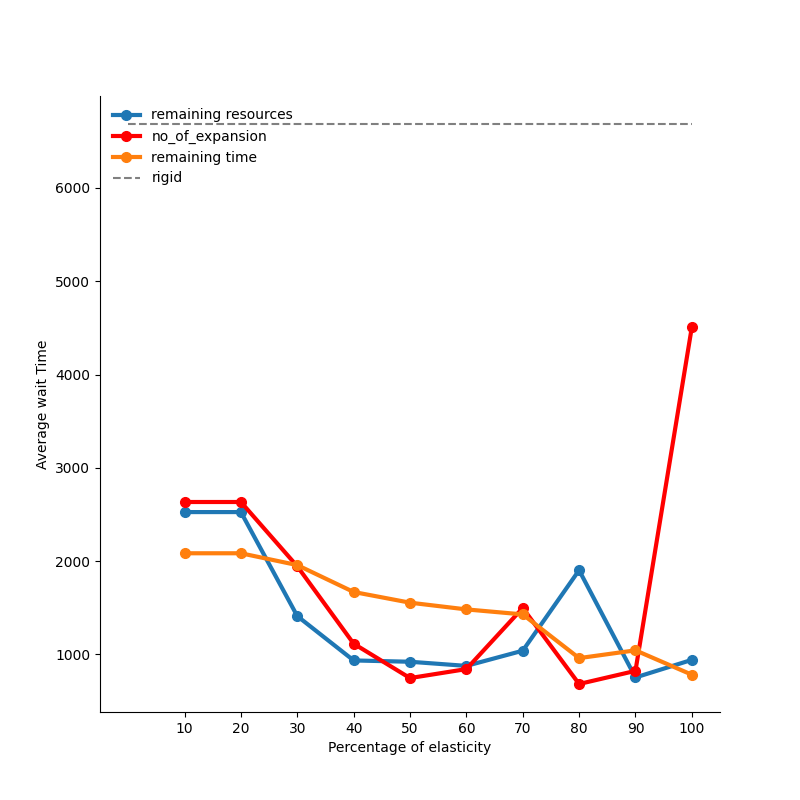 remaining resources
no_of_expansion
remaining time
rigid
6000
5000
4000
3000
2000
1000
Average wait Time
10 20 30 40 50 60 70 80 90 100
Percentage of elasticity